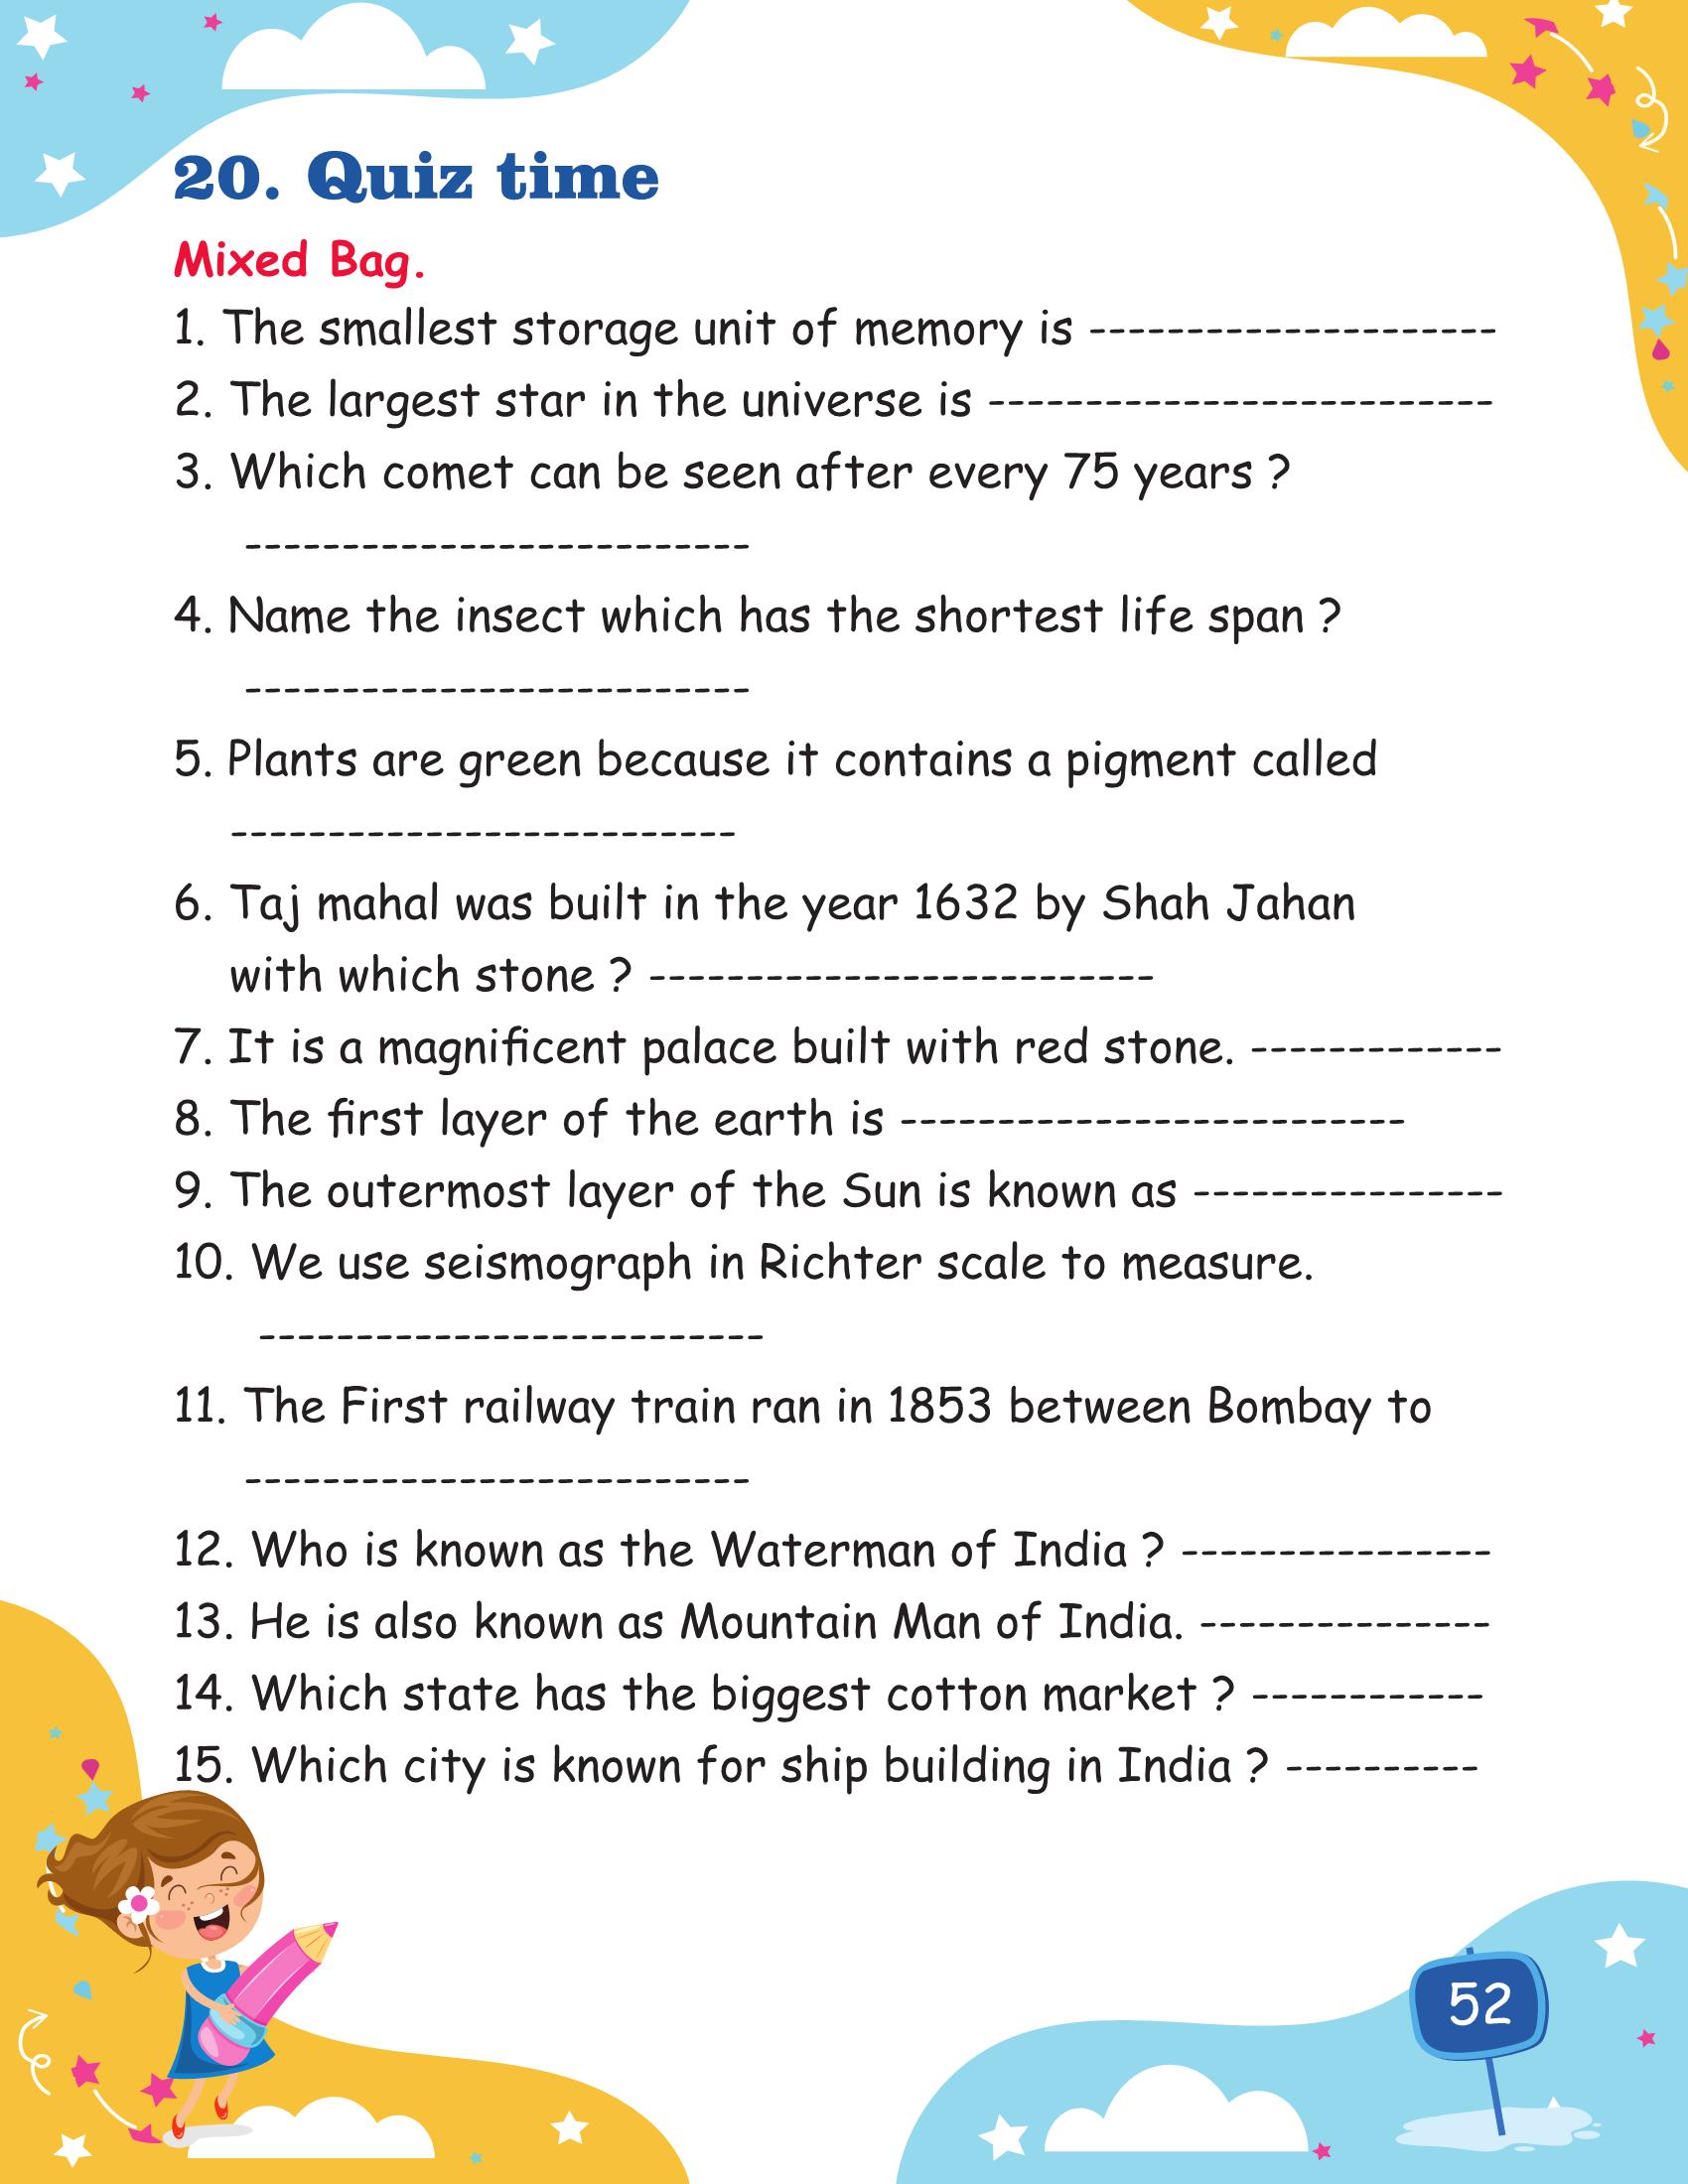 20. Quiz time
Mixed Bag.
1. The smallest storage unit of memory is ---------------------
2. The largest star in the universe is --------------------------
3. Which comet can be seen after every 75 years ?
--------------------------
4. Name the insect which has the shortest life span ?
--------------------------
5. Plants are green because it contains a pigment called
--------------------------
6. Taj mahal was built in the year 1632 by Shah Jahan
with which stone ? --------------------------
7. It is a magnificent palace built with red stone. -------------
8. The first layer of the earth is --------------------------
9. The outermost layer of the Sun is known as ----------------
10. We use seismograph in Richter scale to measure.
--------------------------
11. The First railway train ran in 1853 between Bombay to
--------------------------
12. Who is known as the Waterman of India ? ----------------
13. He is also known as Mountain Man of India. ---------------
14. Which state has the biggest cotton market ? ------------
15. Which city is known for ship building in India ? ----------
52